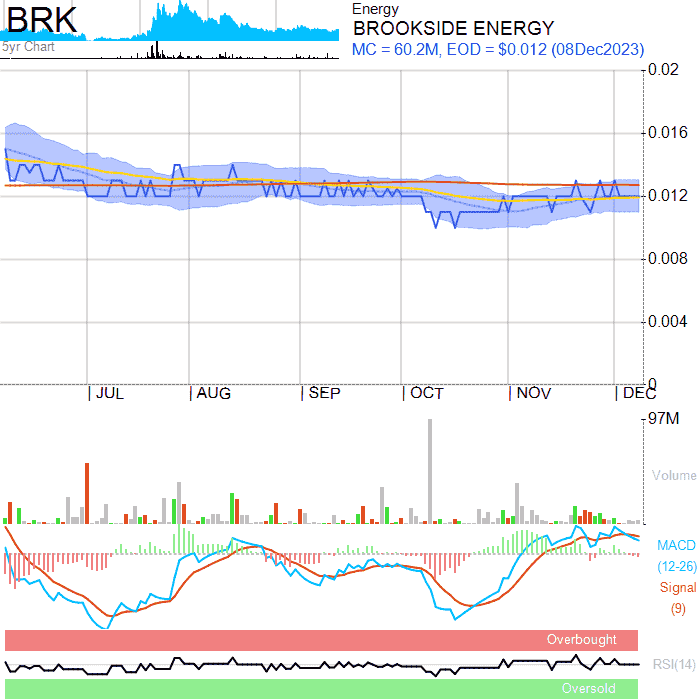 BRK
5yr Chart
Energy
BROOKSIDE ENERGY
MC = 60.2M, EOD = $0.012 (08Dec2023)
0.02
0.016
0.012
0.008
0.004
0
JUL AUG SEP OCT NOV DEC
97M
Volume
MACD
(12-26)
Signal
(9)
Overbought
RSI(14)
Oversold